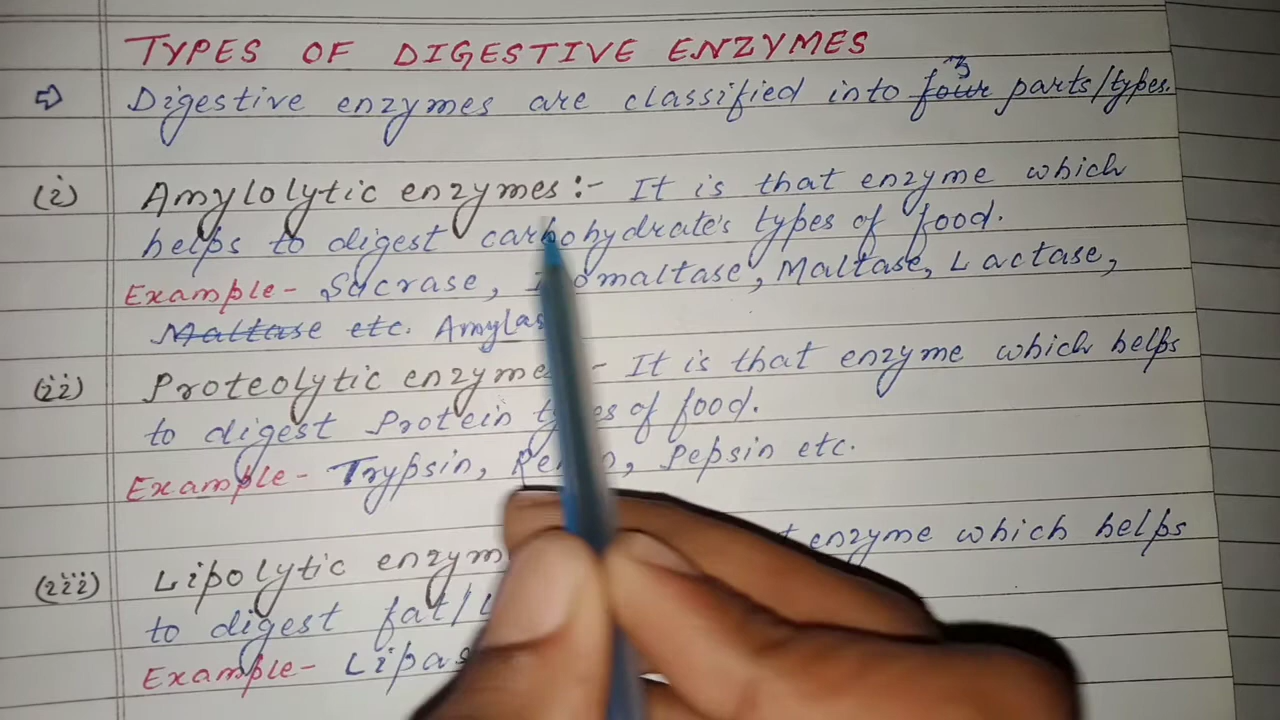 TYPES OF DIGESTIVE ENZYMES
3
⇒ Digestive enzymes are classified into four parts/types.
(i) Amylolytic enzymes:- It is that enzyme which
helps to digest carbohydrate's types of food.
Example- Sucrase, maltase, Maltase, Lactase,
Maltase etc. Amylas
(ii) Proteolytic enzyme - It is that enzyme which helps
to digest Protein of food.
Example- Trypsin, Pepsin etc.
(iii) Lipolytic enzym enzyme which helps
to digest fat/
Example- Lipas